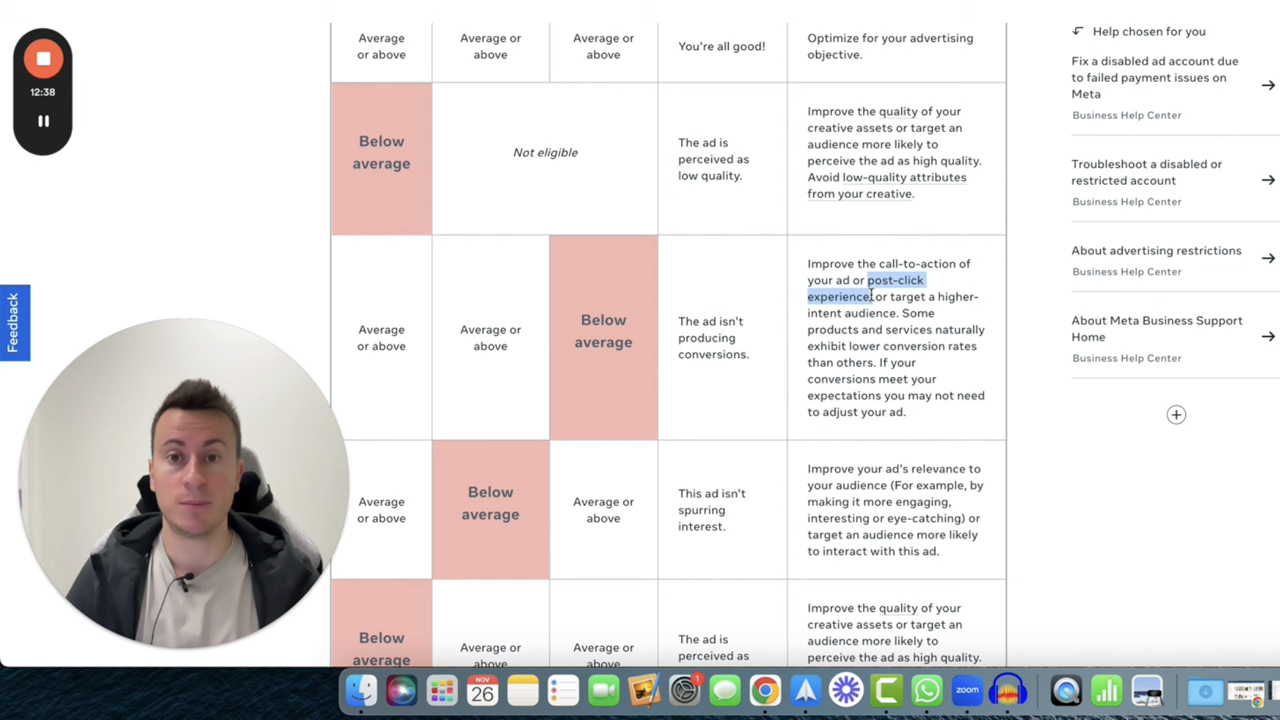 12:38
Feedback
Average
or above
Average or
above
Average or
above
You're all good!
Optimize for your advertising
objective.
Below
average
Not eligible
The ad is
perceived as
low quality.
Improve the quality of your
creative assets or target an
audience more likely to
perceive the ad as high quality.
Avoid low-quality attributes
from your creative.
Average
or above
Average or
above
Below
average
The ad isn't
producing
conversions.
Improve the call-to-action of
your ad or post-click
experience, or target a higher-
intent audience. Some
products and services naturally
exhibit lower conversion rates
than others. If your
conversions meet your
expectations you may not need
to adjust your ad.
Average
or above
Below
average
Average or
above
This ad isn't
spurring
interest.
Improve your ad's relevance to
your audience (For example, by
making it more engaging,
interesting or eye-catching) or
target an audience more likely
to interact with this ad.
Below
average
Average or
above
Average or
above
The ad is
perceived as
Improve the quality of your
creative assets or target an
audience more likely to
perceive the ad as high quality.
Help chosen for you
Fix a disabled ad account due
to failed payment issues on
Meta
Business Help Center
Troubleshoot a disabled or
restricted account
Business Help Center
About advertising restrictions
Business Help Center
About Meta Business Support
Home
Business Help Center
NOV
26
1
zoom